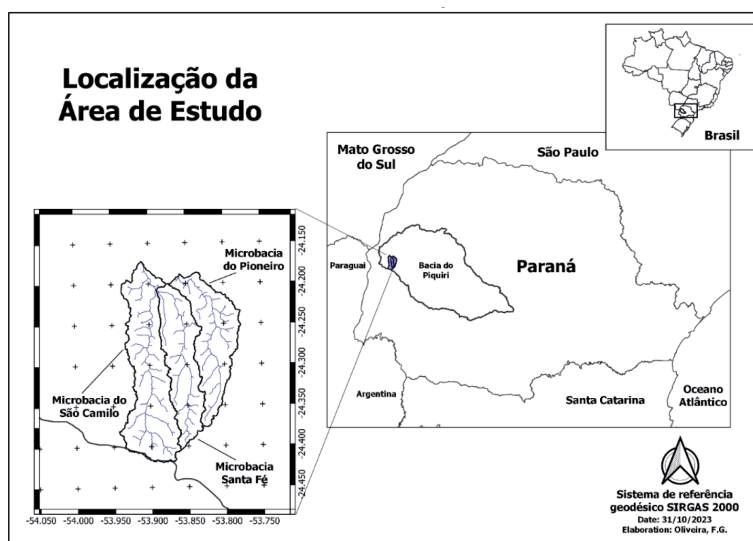 Localização da
Área de Estudo
Brasil
Mato Grosso
do Sul
São Paulo
Paraguai
Bacia do
Piquiri
Paraná
Argentina
Santa Catarina
Oceano
Atlântico
Microbacia
do Pioneiro
Microbacia do
São Camilo
Microbacia
Santa Fé
-24.150
-24.200
-24.250
-24.300
-24.350
-24.400
-24.450
-54.050 -54.000 -53.950 -53.900 -53.850 -53.800 -53.750
Sistema de referência
geodésico SIRGAS 2000
Date: 31/10/2023
Elaboration: Oliveira, F.G.